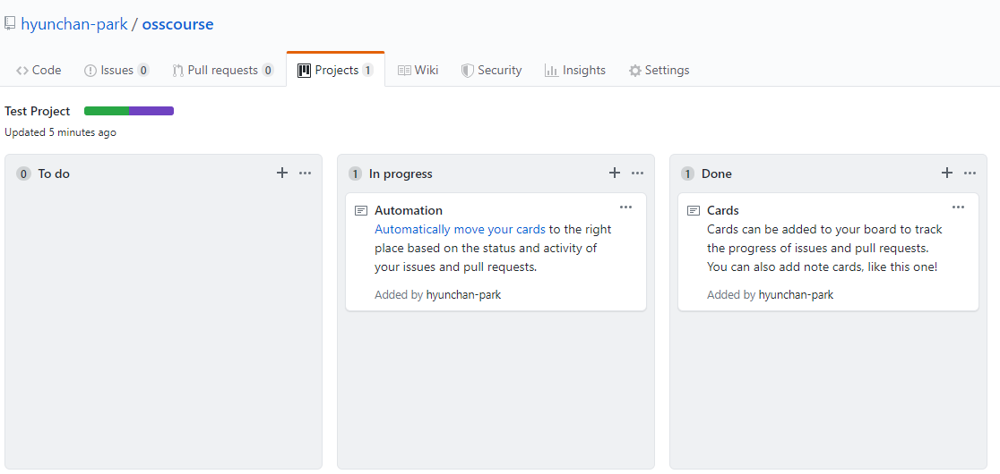 hyunchan-park / osscourse
Code Issues 0 Pull requests 0 Projects 1 Wiki Security Insights Settings
Test Project
Updated 5 minutes ago
0 To do
1 In progress
Automation
Automatically move your cards to the right
place based on the status and activity of
your issues and pull requests.
Added by hyunchan-park
1 Done
Cards
Cards can be added to your board to track
the progress of issues and pull requests.
You can also add note cards, like this one!
Added by hyunchan-park